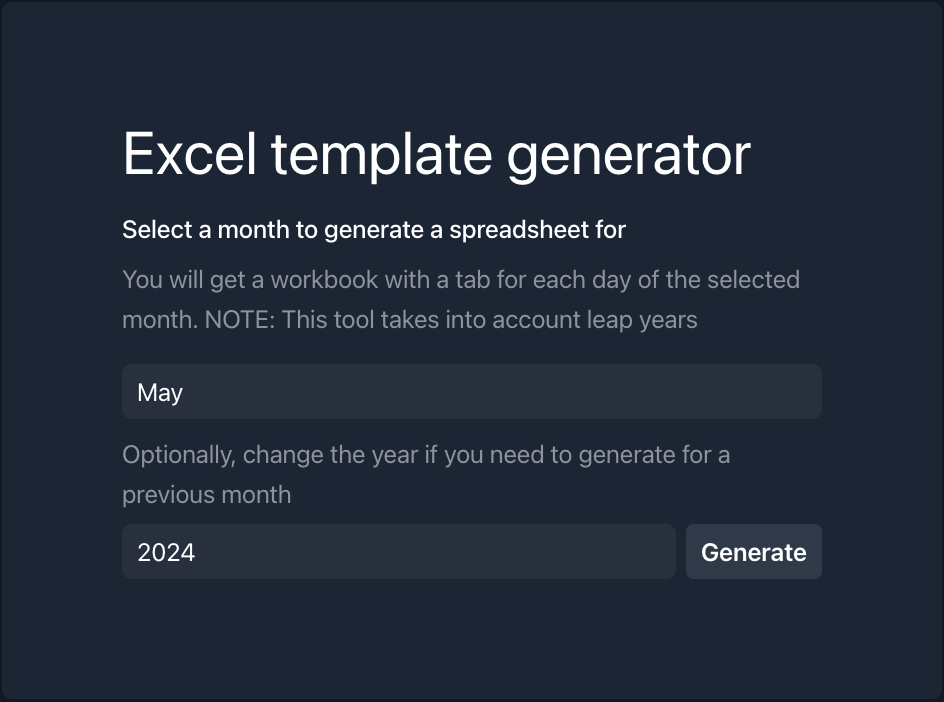 Excel template generator
Select a month to generate a spreadsheet for
You will get a workbook with a tab for each day of the selected
month. NOTE: This tool takes into account leap years
May
Optionally, change the year if you need to generate for a
previous month
2024
Generate